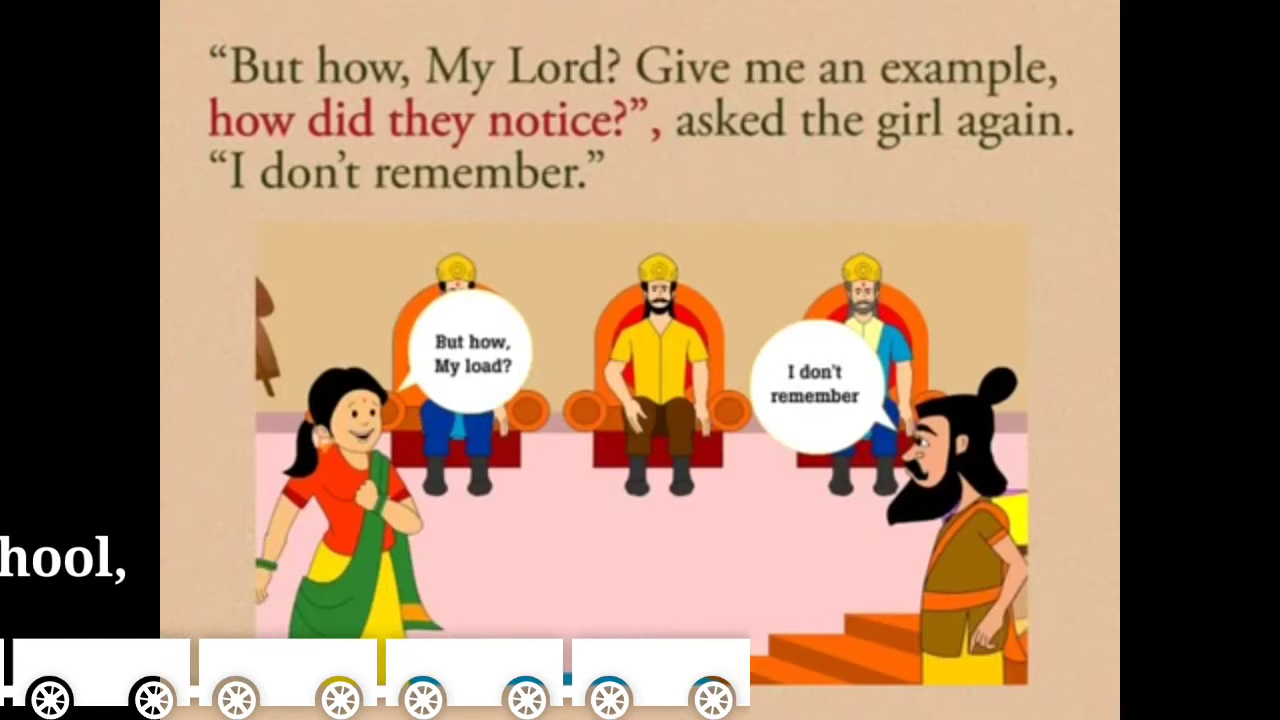 “But how, My Lord? Give me an example,
how did they notice?”, asked the girl again.
“I don’t remember.”
But how,
My load?
I don't
remember
hool,